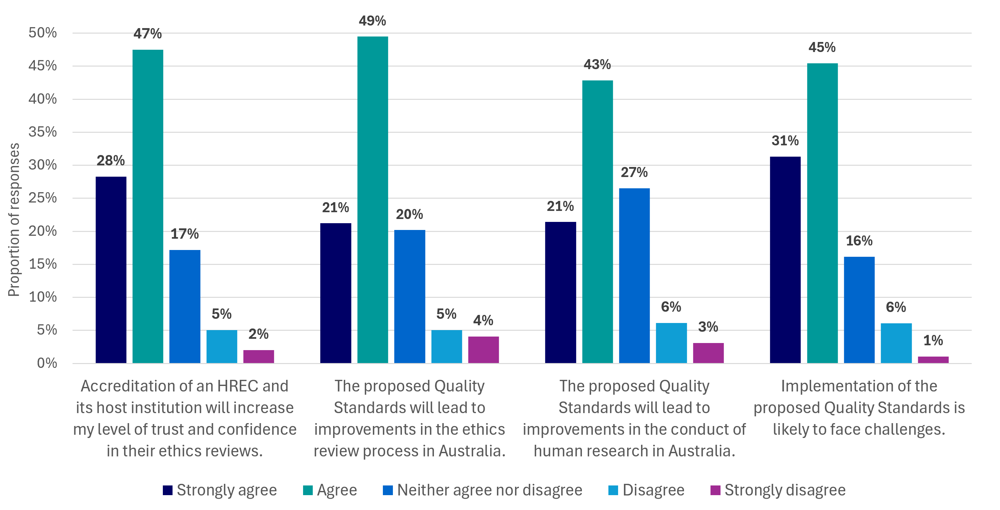 Proportion of responses
50%
45%
40%
35%
30%
25%
20%
15%
10%
5%
0%
28%
47%
17%
5%
2%
21%
49%
20%
5%
4%
21%
43%
27%
6%
3%
31%
45%
16%
6%
1%
Accreditation of an HREC and
its host institution will increase
my level of trust and confidence
in their ethics reviews.
The proposed Quality
Standards will lead to
improvements in the ethics
review process in Australia.
The proposed Quality
Standards will lead to
improvements in the conduct of
human research in Australia.
Implementation of the
proposed Quality Standards is
likely to face challenges.
Strongly agree
Agree
Neither agree nor disagree
Disagree
Strongly disagree